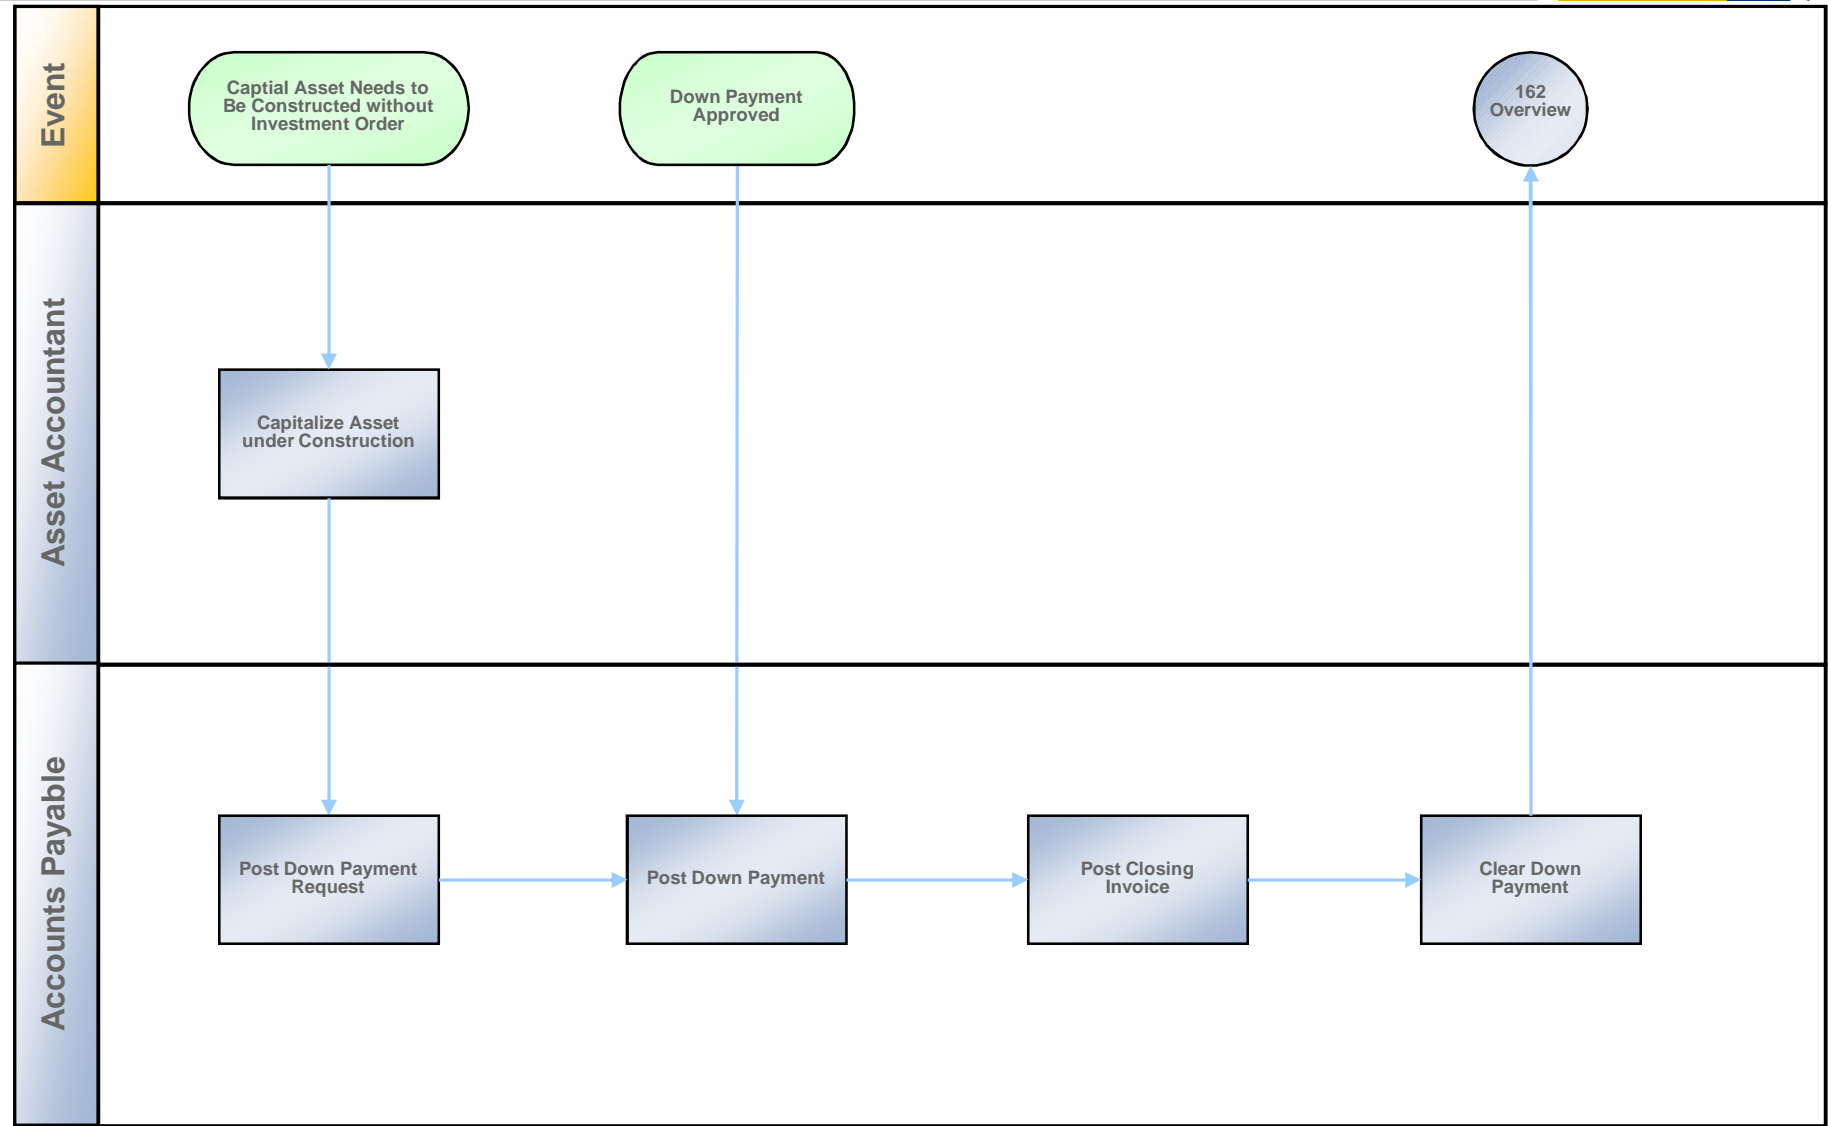 Event
Captial Asset Needs to
Be Constructed without
Investment Order
Down Payment
Approved
162
Overview
Asset Accountant
Capitalize Asset
under Construction
Accounts Payable
Post Down Payment
Request
Post Down Payment
Post Closing
Invoice
Clear Down
Payment